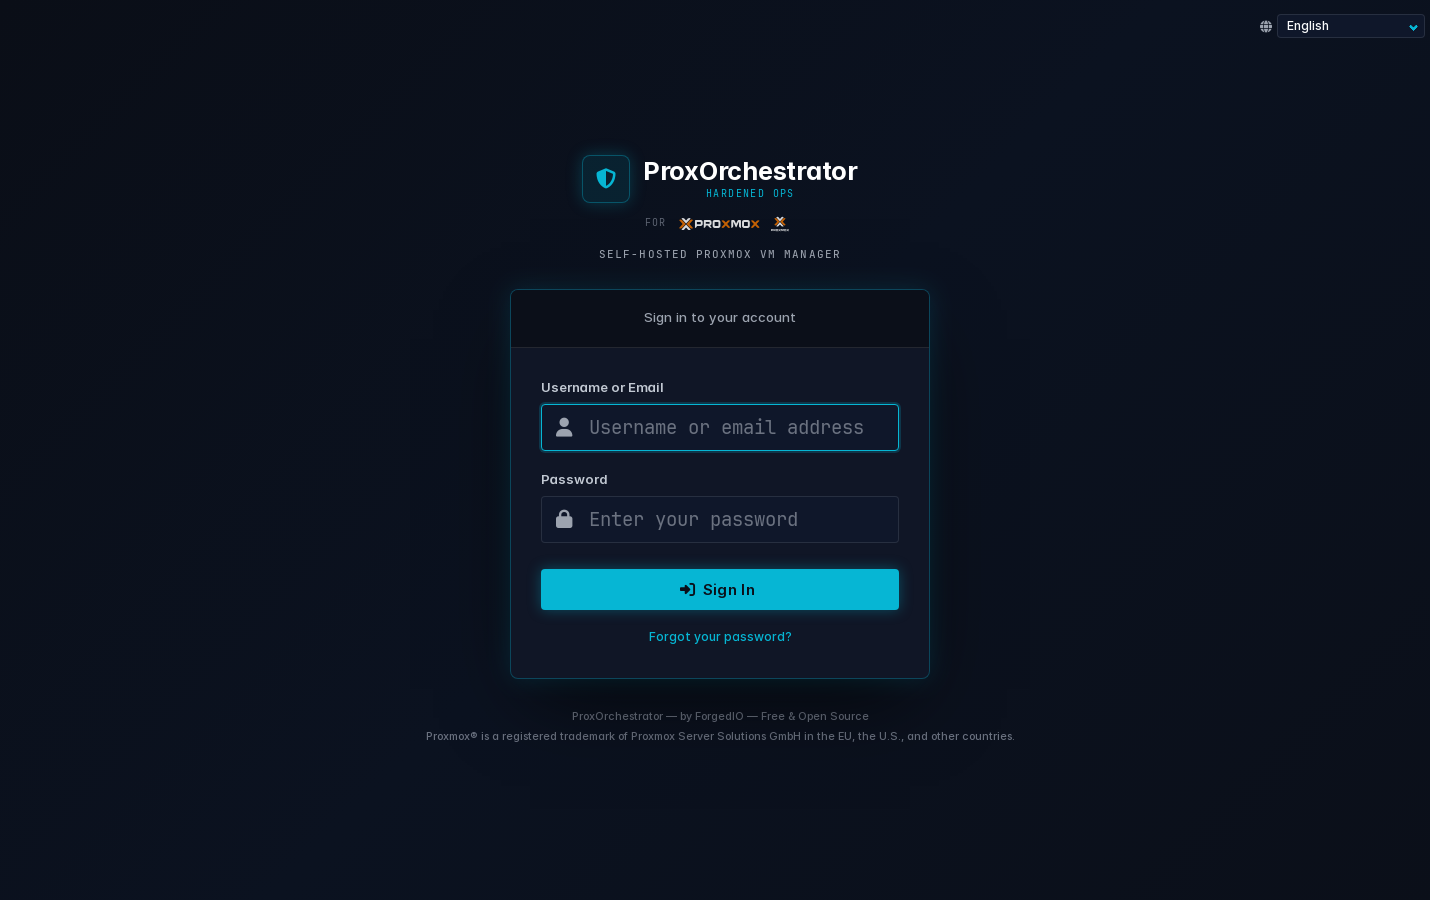 English
ProxOrchestrator
HARDENED OPS
FOR PROXMOX PROXMOX
SELF-HOSTED PROXMOX VM MANAGER
Sign in to your account
Username or Email
Username or email address
Password
Enter your password
Sign In
Forgot your password?
ProxOrchestrator — by ForgedIO — Free & Open Source
Proxmox® is a registered trademark of Proxmox Server Solutions GmbH in the EU, the U.S., and other countries.